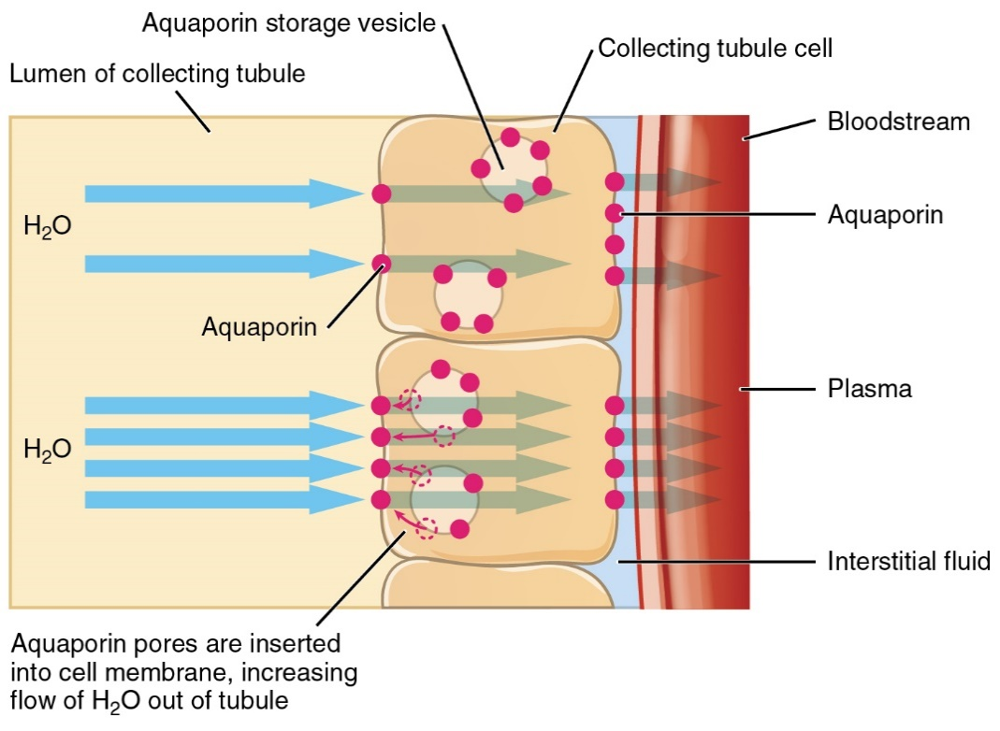 Aquaporin storage vesicle
Collecting tubule cell
Lumen of collecting tubule
Bloodstream
H₂O
Aquaporin
Aquaporin
Plasma
H₂O
Interstitial fluid
Aquaporin pores are inserted
into cell membrane, increasing
flow of H₂O out of tubule